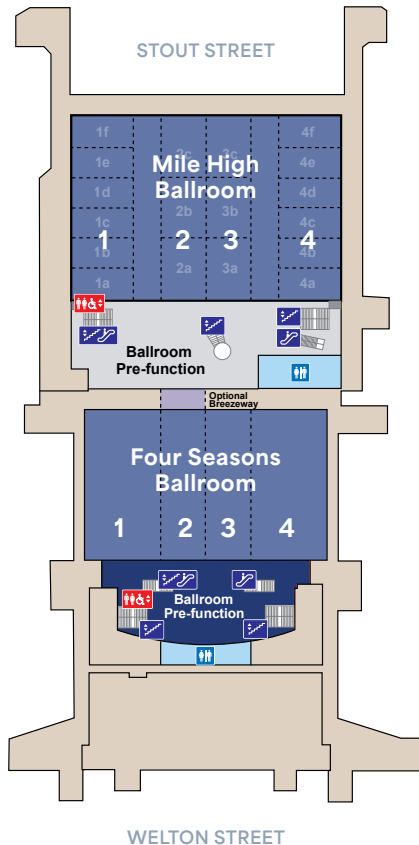 STOUT STREET
1f
4f
2c
3c
1e
4e
Mile High
Ballroom
1d
4d
2b
3b
1c
4c
1
2
3
4
1b
4b
2a
3a
1a
4a
Ballroom
Pre-function
Optional
Breezeway
Four Seasons
Ballroom
1
2
3
4
Ballroom
Pre-function
WELTON STREET